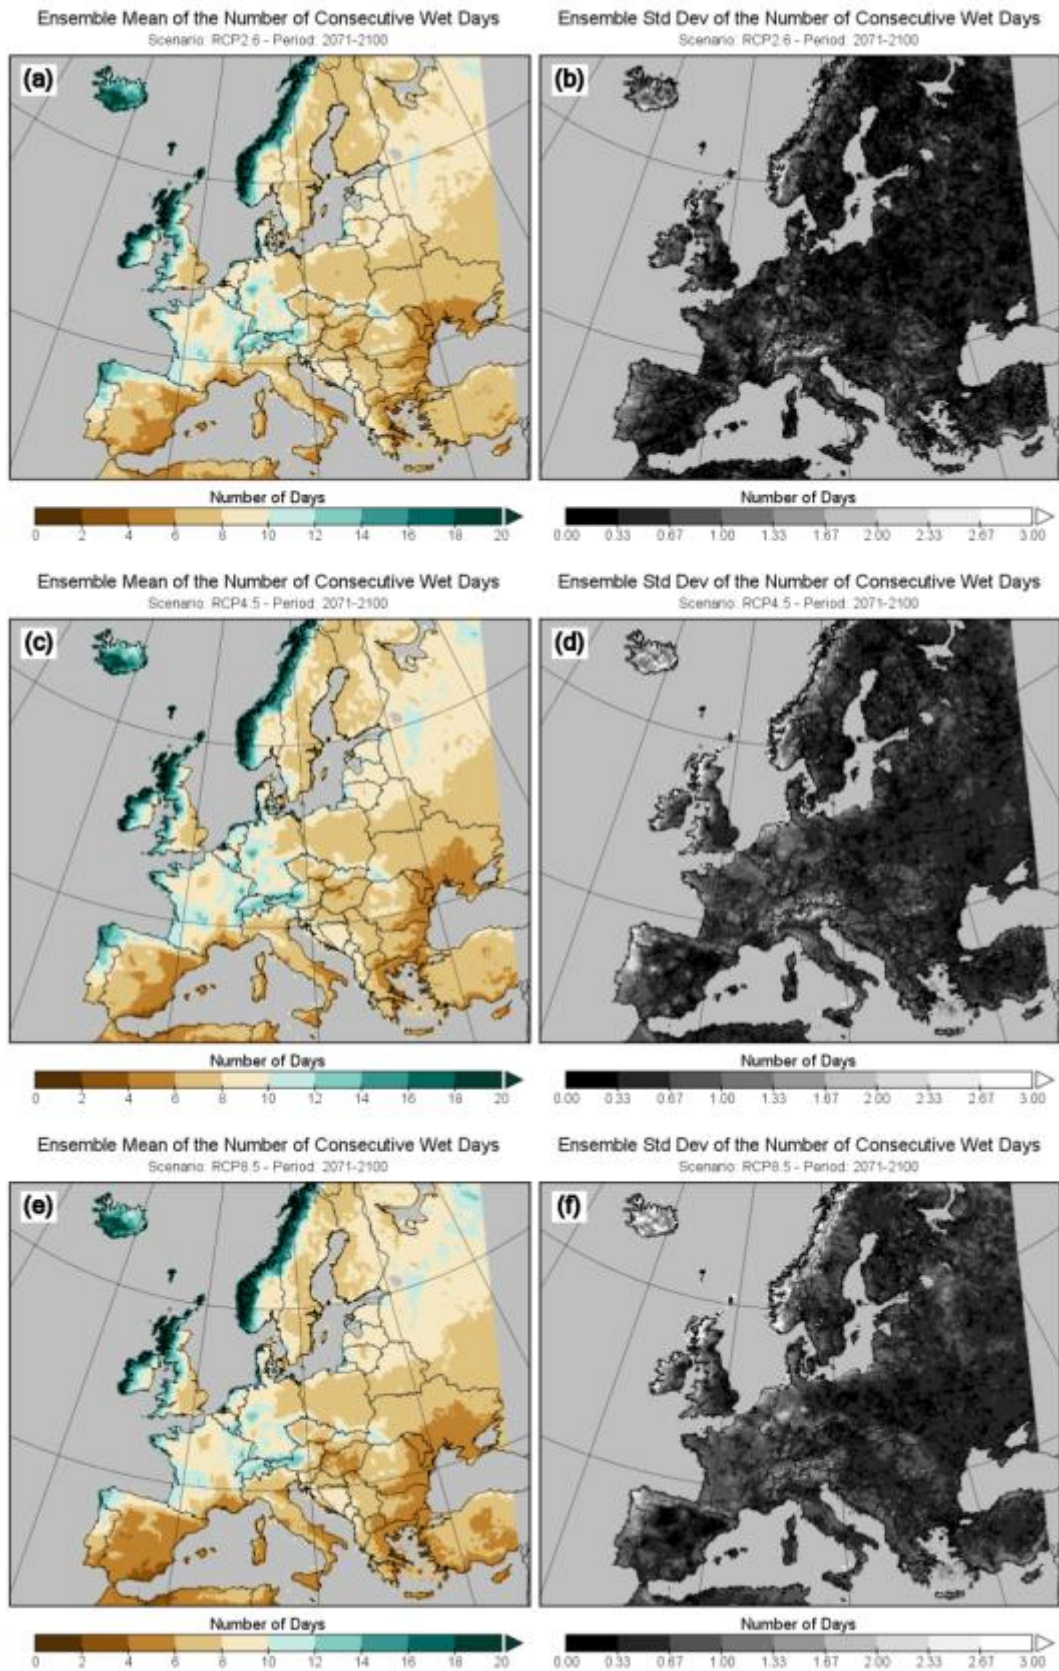 Ensemble Mean of the Number of Consecutive Wet Days
Scenario: RCP2.6 - Period: 2071-2100
(a)
Number of Days
0 2 4 6 8 10 12 14 16 18 20
Ensemble Std Dev of the Number of Consecutive Wet Days
Scenario: RCP2.6 - Period: 2071-2100
(b)
Number of Days
0.00 0.33 0.67 1.00 1.33 1.67 2.00 2.33 2.67 3.00
Ensemble Mean of the Number of Consecutive Wet Days
Scenario: RCP4.5 - Period: 2071-2100
(c)
Number of Days
0 2 4 6 8 10 12 14 16 18 20
Ensemble Std Dev of the Number of Consecutive Wet Days
Scenario: RCP4.5 - Period: 2071-2100
(d)
Number of Days
0.00 0.33 0.67 1.00 1.33 1.67 2.00 2.33 2.67 3.00
Ensemble Mean of the Number of Consecutive Wet Days
Scenario: RCP8.5 - Period: 2071-2100
(e)
Number of Days
0 2 4 6 8 10 12 14 16 18 20
Ensemble Std Dev of the Number of Consecutive Wet Days
Scenario: RCP8.5 - Period: 2071-2100
(f)
Number of Days
0.00 0.33 0.67 1.00 1.33 1.67 2.00 2.33 2.67 3.00